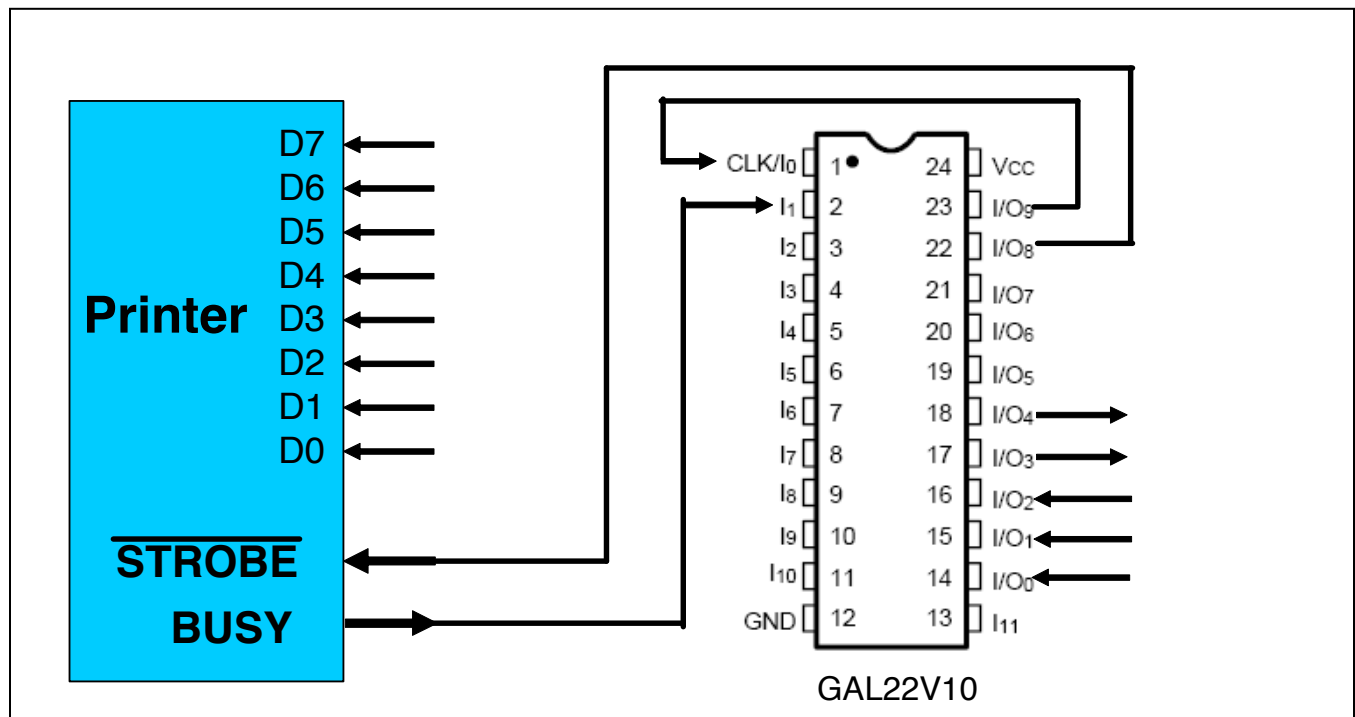 D7
D6
D5
D4
Printer
D3
D2
D1
D0
STROBE
BUSY
CLK/I0 1 24 Vcc
I1 2 23 I/O9
I2 3 22 I/O8
I3 4 21 I/O7
I4 5 20 I/O6
I5 6 19 I/O5
I6 7 18 I/O4
I7 8 17 I/O3
I8 9 16 I/O2
I9 10 15 I/O1
I10 11 14 I/O0
GND 12 13 I11
GAL22V10